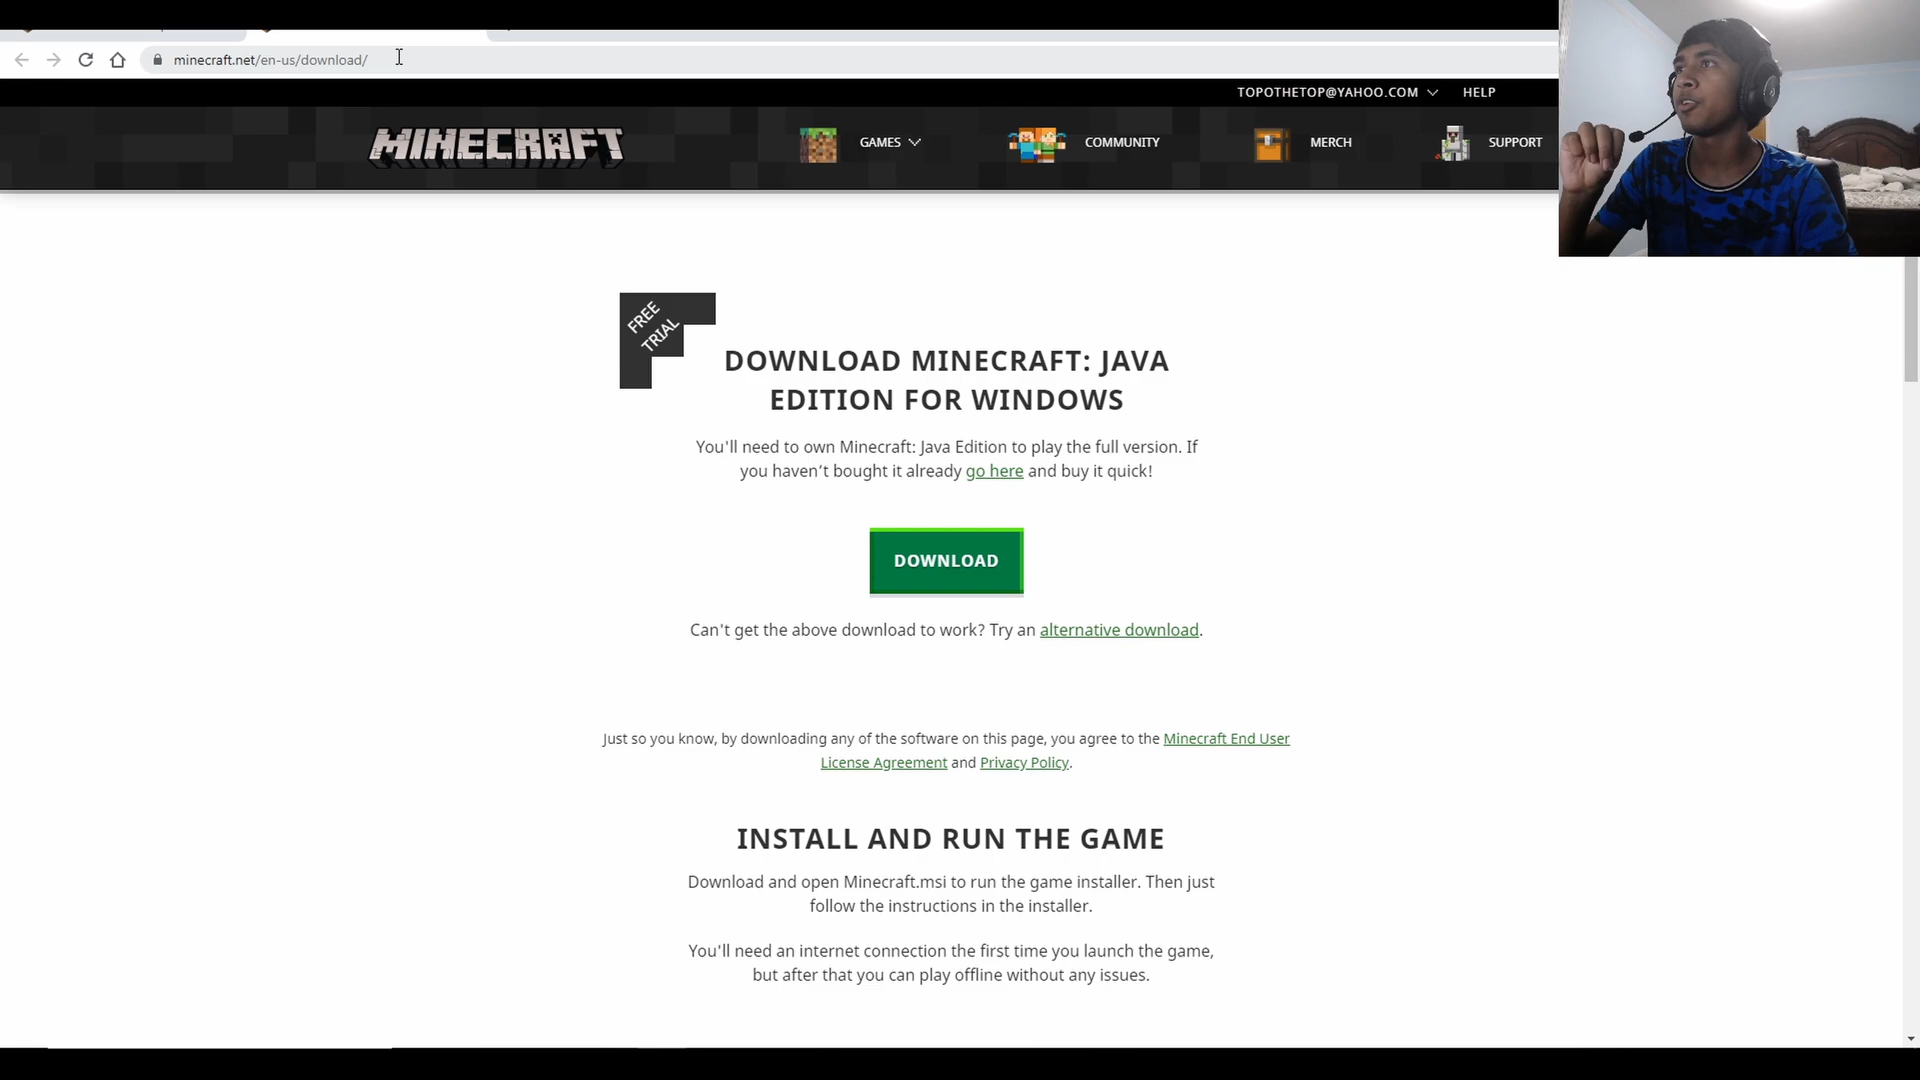 minecraft.net/en-us/download/
TOPOTHETOP@YAHOO.COM HELP
MINECRAFT GAMES COMMUNITY MERCH SUPPORT
FREE
TRIAL
DOWNLOAD MINECRAFT: JAVA
EDITION FOR WINDOWS
You'll need to own Minecraft: Java Edition to play the full version. If
you haven’t bought it already go here and buy it quick!
DOWNLOAD
Can't get the above download to work? Try an alternative download.
Just so you know, by downloading any of the software on this page, you agree to the Minecraft End User
License Agreement and Privacy Policy.
INSTALL AND RUN THE GAME
Download and open Minecraft.msi to run the game installer. Then just
follow the instructions in the installer.
You'll need an internet connection the first time you launch the game,
but after that you can play offline without any issues.